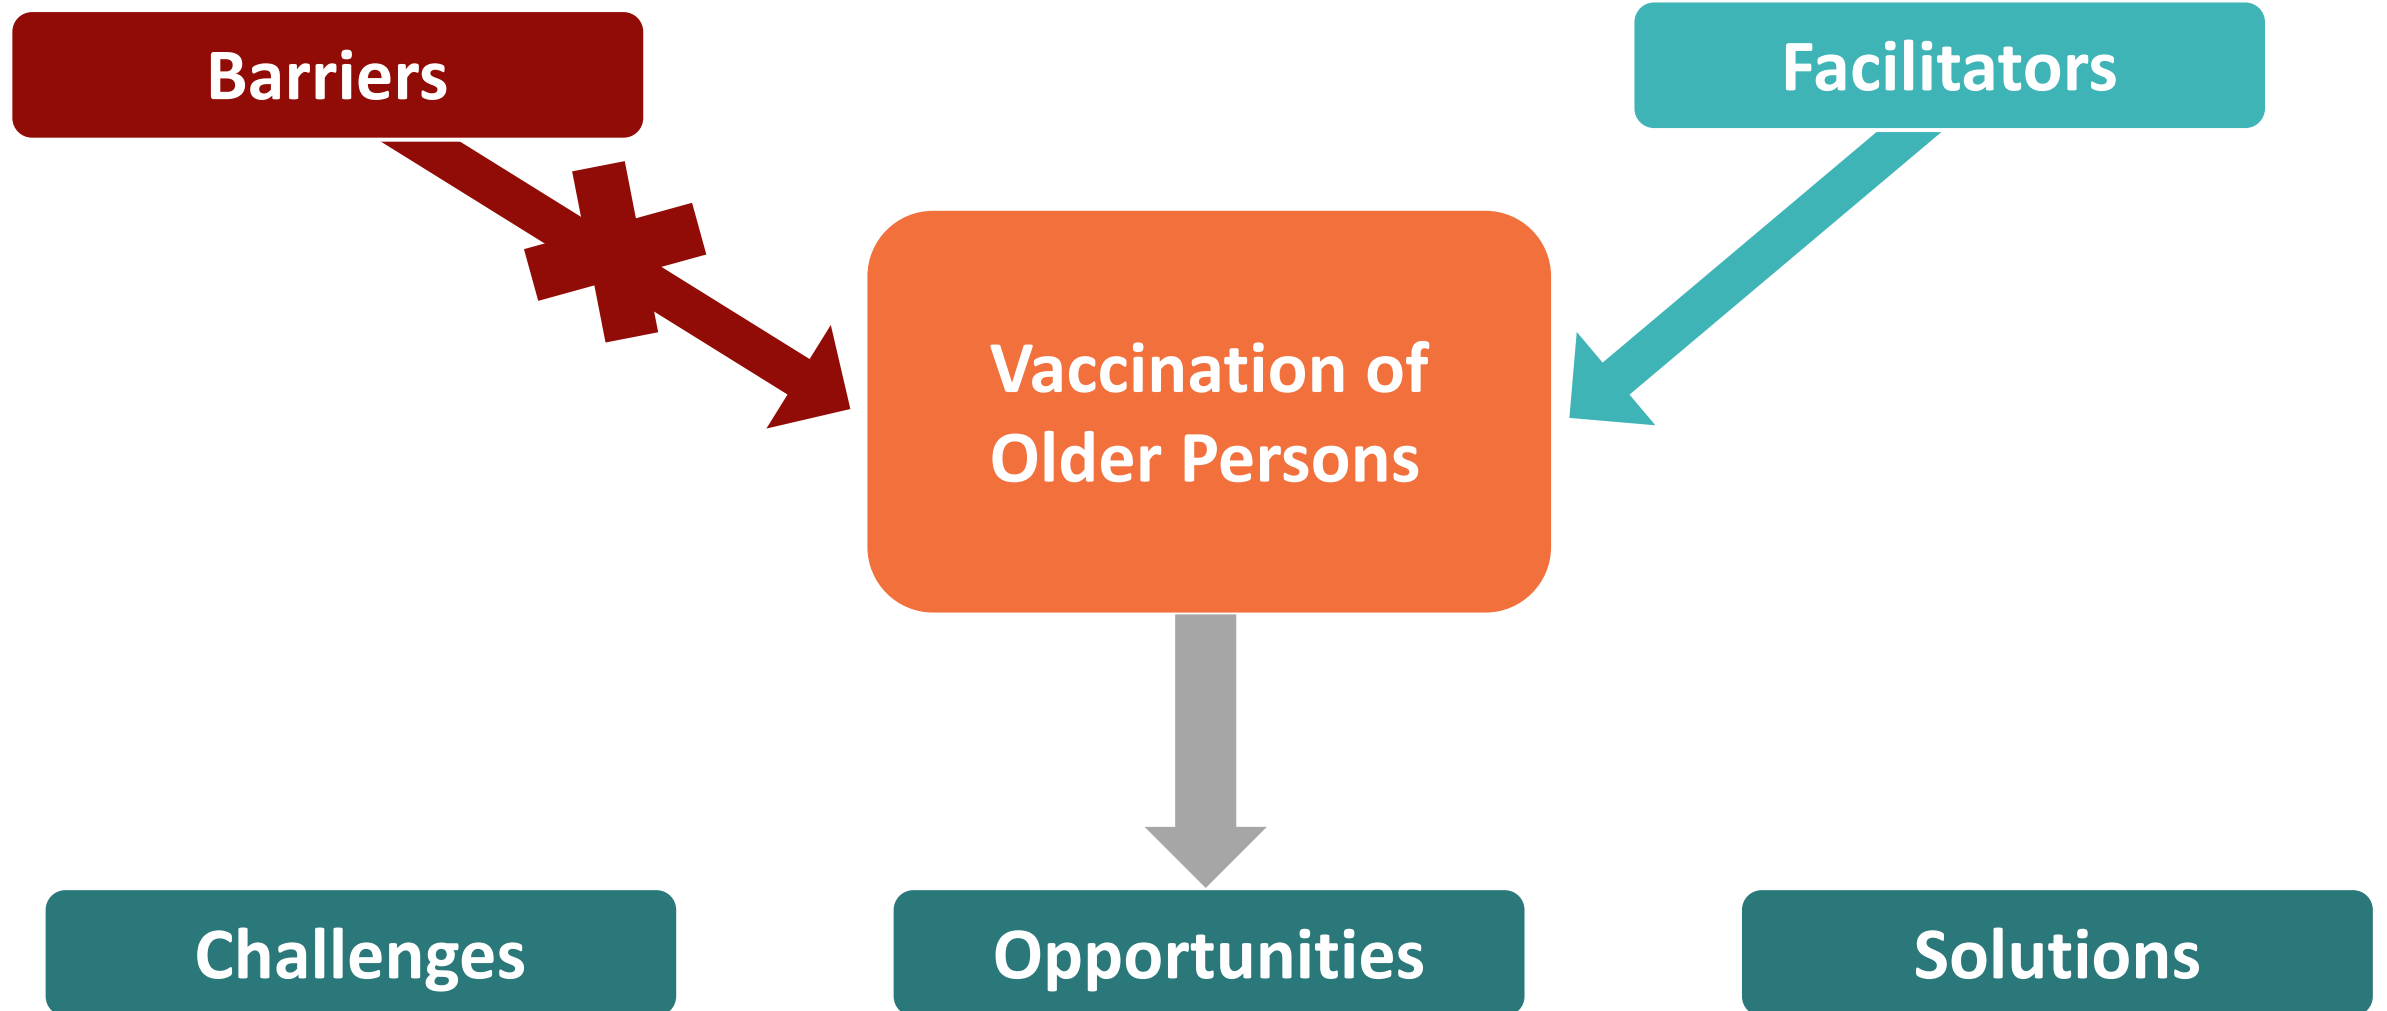 Barriers
Facilitators
Vaccination of
Older Persons
Challenges
Opportunities
Solutions